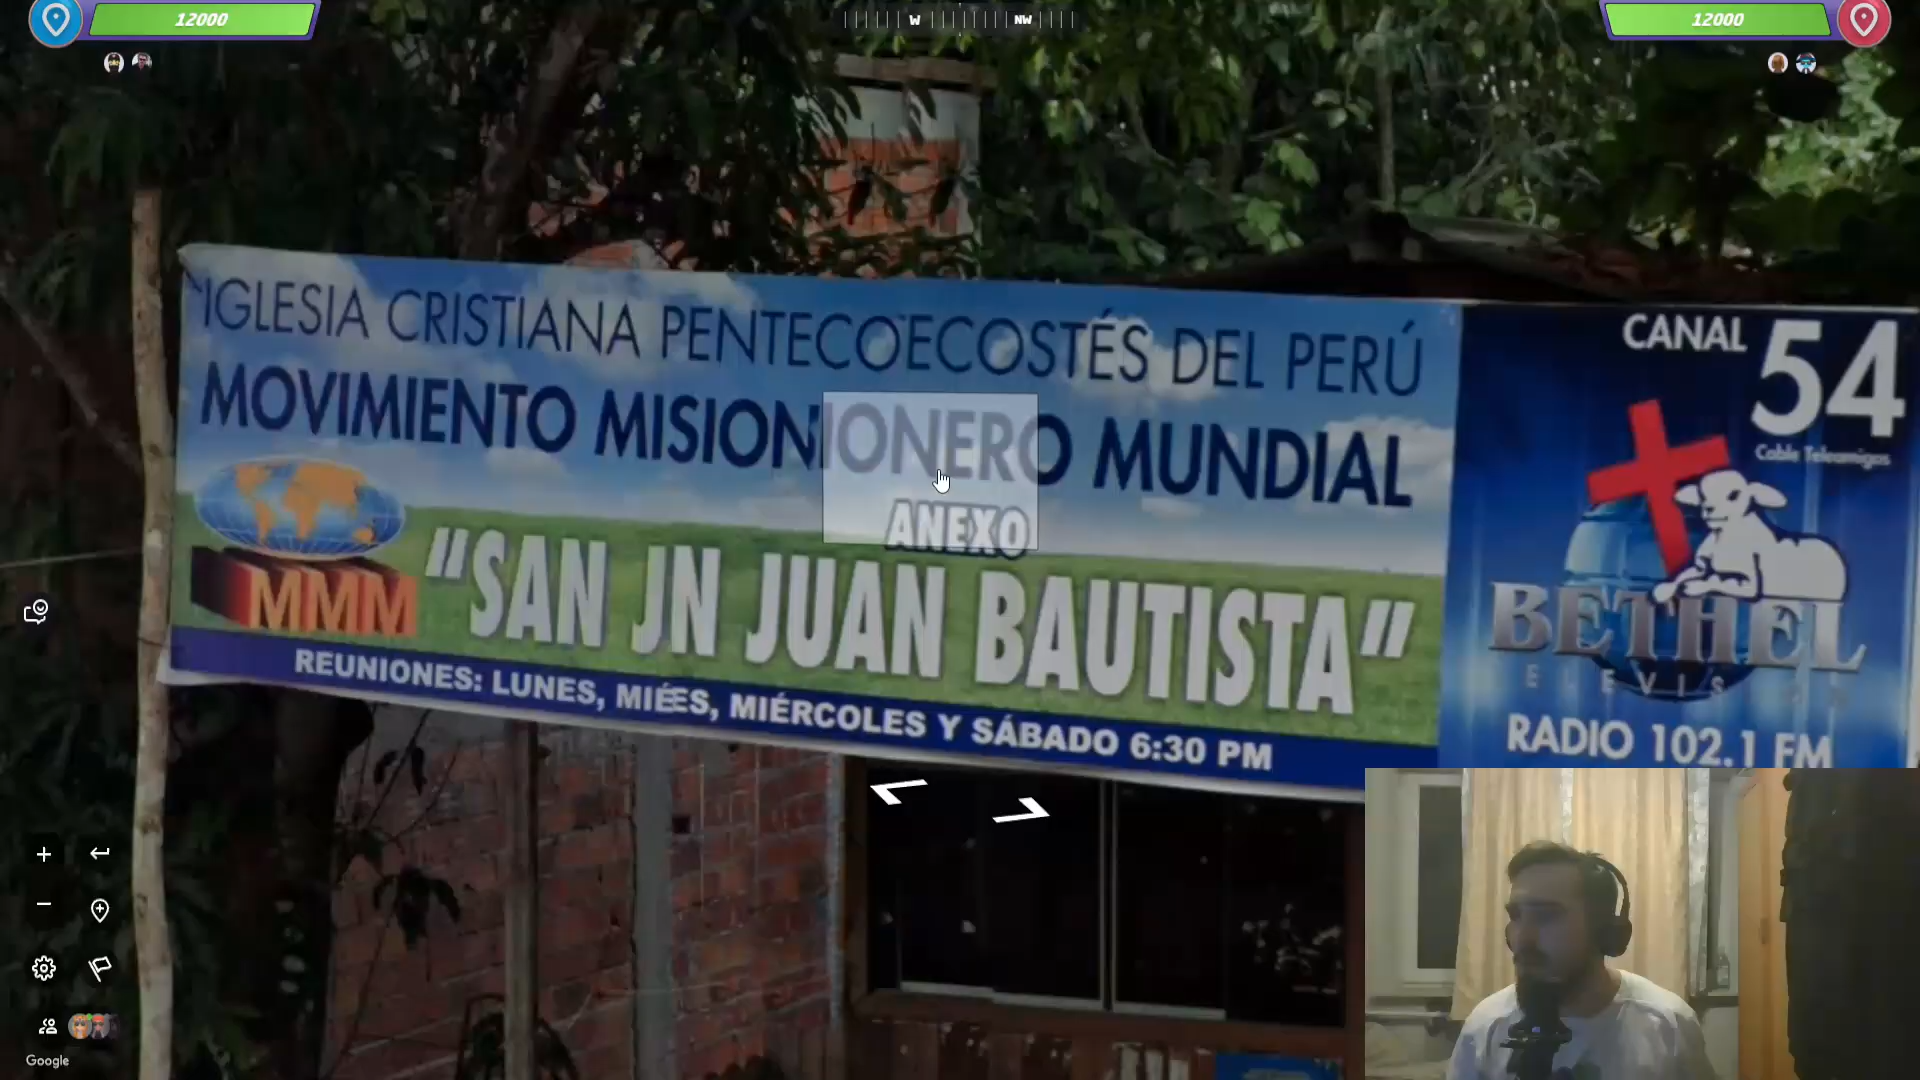 12000
W
NW
12000
IGLESIA CRISTIANA PENTECOECOSTÉS DEL PERÚ
MOVIMIENTO MISIONIONERO MUNDIAL
ANEXO
MMM
"SAN JN JUAN BAUTISTA"
REUNIONES: LUNES, MIÉES, MIÉRCOLES Y SÁBADO 6:30 PM
CANAL 54
Cable Teleamigos
BETHEL
RADIO 102.1 FM
Google